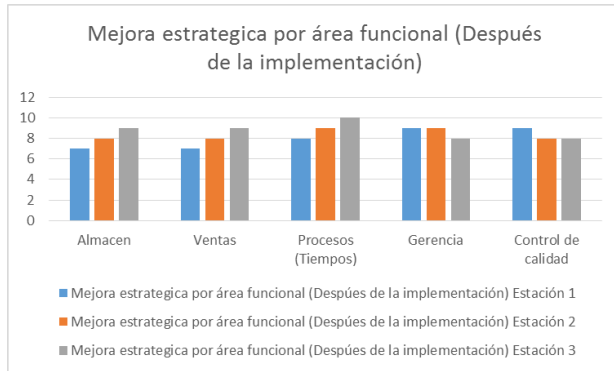 Mejora estrategica por área funcional (Después
de la implementación)
12
10
8
6
4
2
0
Almacen
Ventas
Procesos
(Tiempos)
Gerencia
Control de
calidad
Mejora estrategica por área funcional (Despúes de la implementación) Estación 1
Mejora estrategica por área funcional (Despúes de la implementación) Estación 2
Mejora estrategica por área funcional (Despúes de la implementación) Estación 3